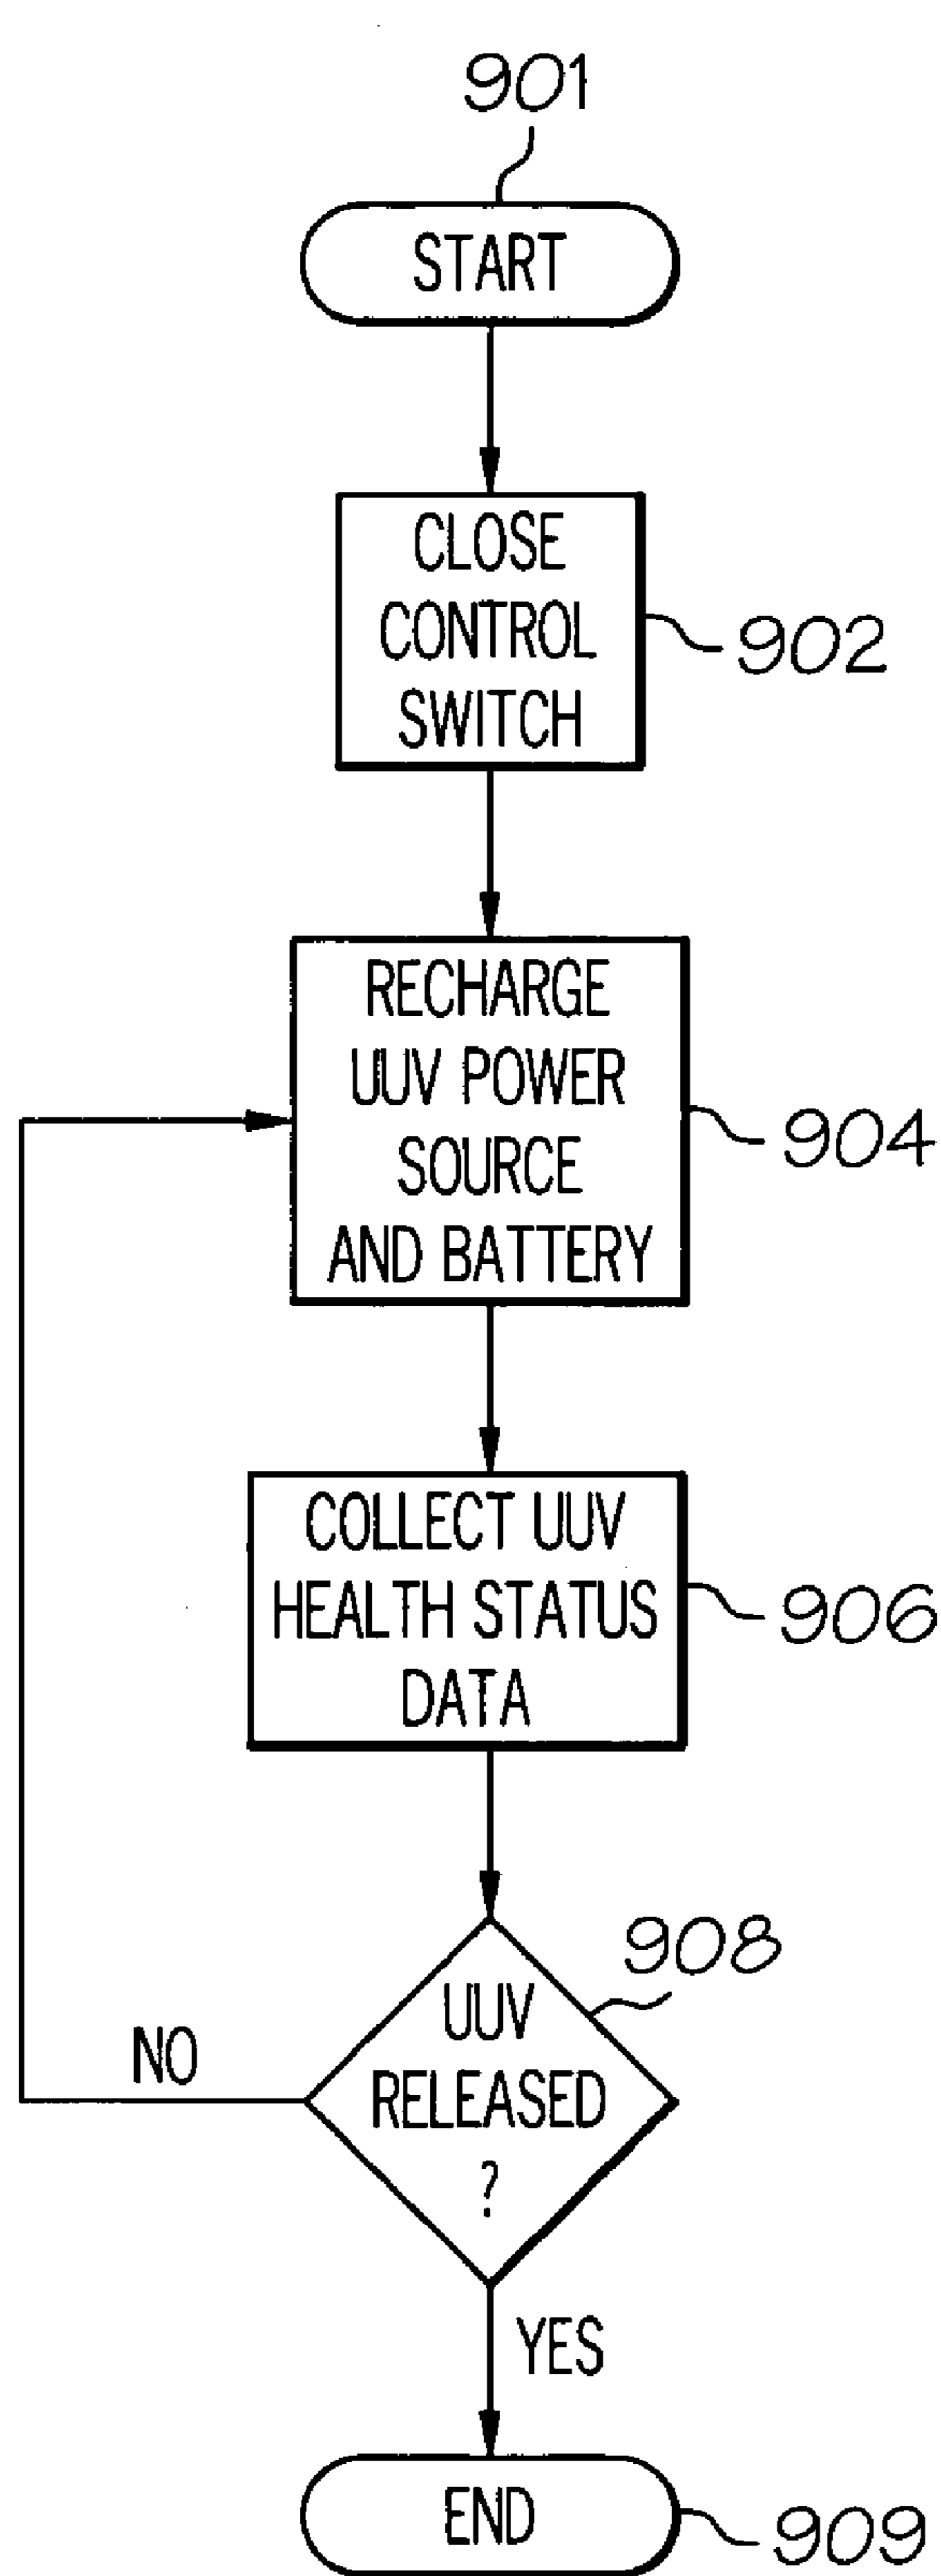 901
START
CLOSE
CONTROL
SWITCH
902
RECHARGE
UUV POWER
SOURCE
AND BATTERY
904
COLLECT UUV
HEALTH STATUS
DATA
906
908
UUV
RELEASED
?
NO
YES
END
909